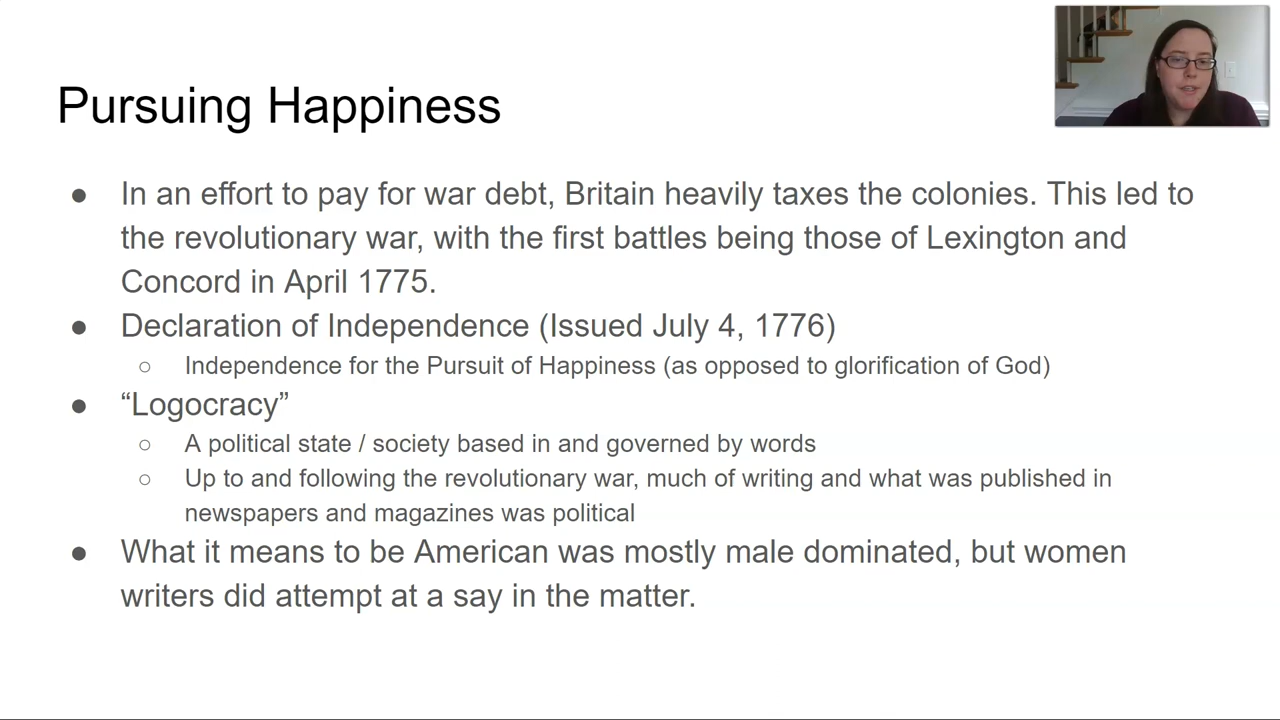 Pursuing Happiness
● In an effort to pay for war debt, Britain heavily taxes the colonies. This led to
the revolutionary war, with the first battles being those of Lexington and
Concord in April 1775.
● Declaration of Independence (Issued July 4, 1776)
○ Independence for the Pursuit of Happiness (as opposed to glorification of God)
● “Logocracy”
○ A political state / society based in and governed by words
○ Up to and following the revolutionary war, much of writing and what was published in
newspapers and magazines was political
● What it means to be American was mostly male dominated, but women
writers did attempt at a say in the matter.